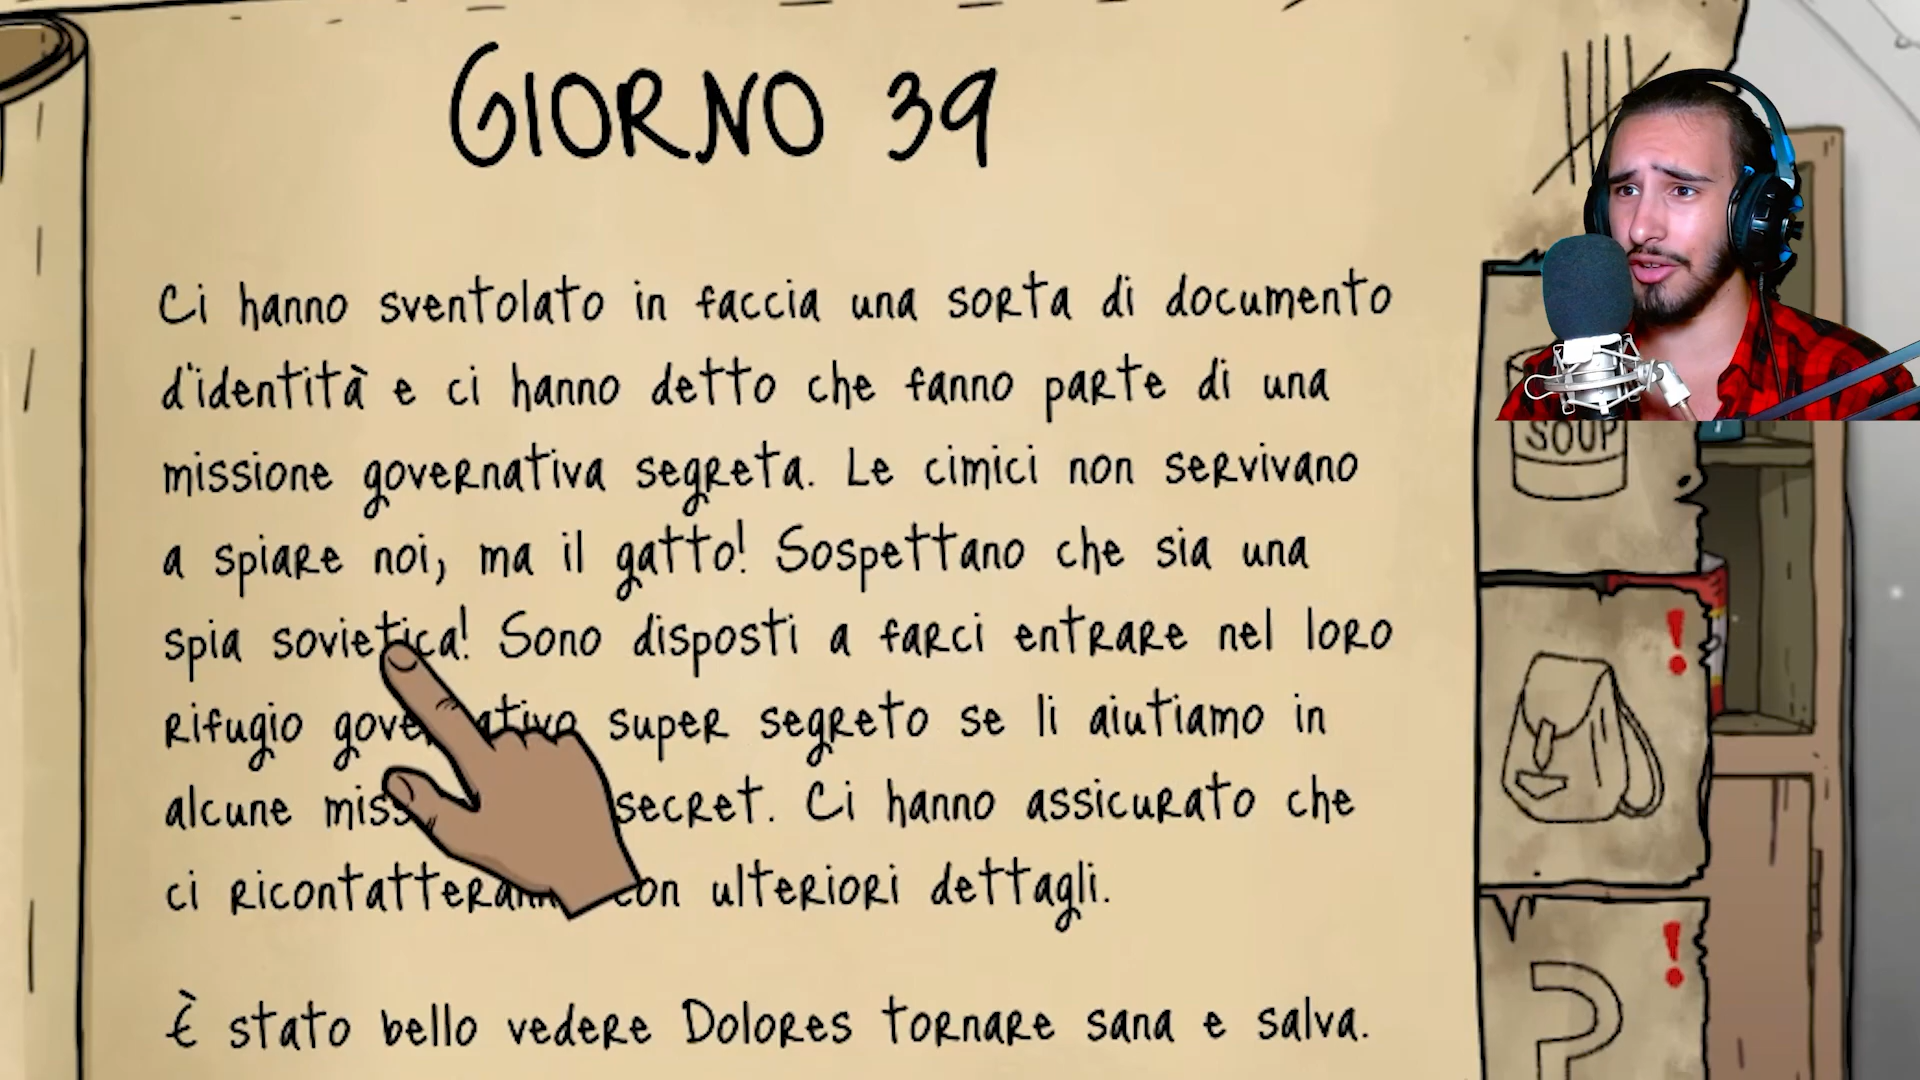 GIORNO 39
Ci hanno sventolato in faccia una sorta di documento
d'identità e ci hanno detto che fanno parte di una
missione governativa segreta. Le cimici non servivano
a spiare noi, ma il gatto! Sospettano che sia una
spia sovietica! Sono disposti a farci entrare nel loro
rifugio super segreto se li aiutiamo in
alcune secret. Ci hanno assicurato che
ci con ulteriori dettagli.
È stato bello vedere Dolores tornare sana e salva.
SOUP
!
!
?